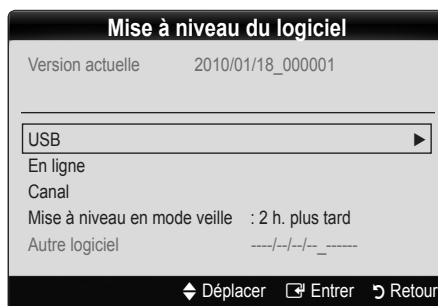 Mise à niveau du logiciel
Version actuelle 2010/01/18_000001
USB ►
En ligne
Canal
Mise à niveau en mode veille : 2 h. plus tard
Autre logiciel ----/--/--/--_------
Déplacer Entrer Retour